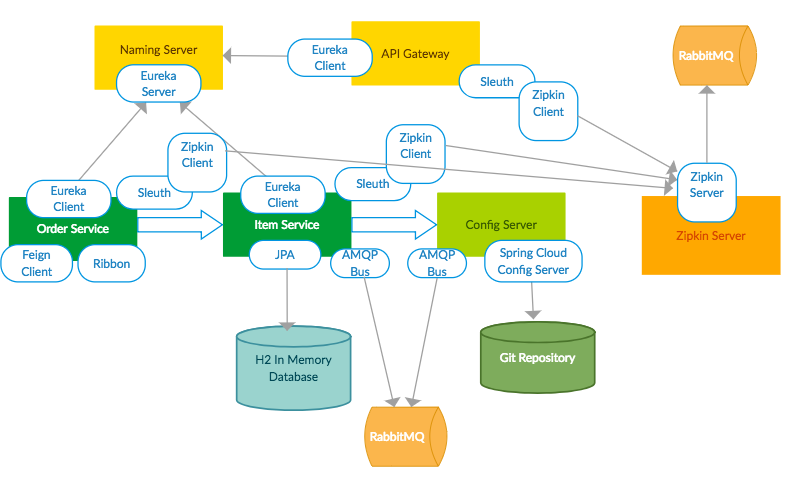 Naming Server
Eureka
Server
Eureka
Client
API Gateway
Sleuth
Zipkin
Client
RabbitMQ
Zipkin
Client
Zipkin
Client
Eureka
Client
Sleuth
Order Service
Feign
Client
Ribbon
Eureka
Client
Sleuth
Item Service
JPA
AMQP
Bus
Config Server
AMQP
Bus
Spring Cloud
Config Server
Zipkin
Server
Zipkin Server
H2 In Memory
Database
Git Repository
RabbitMQ